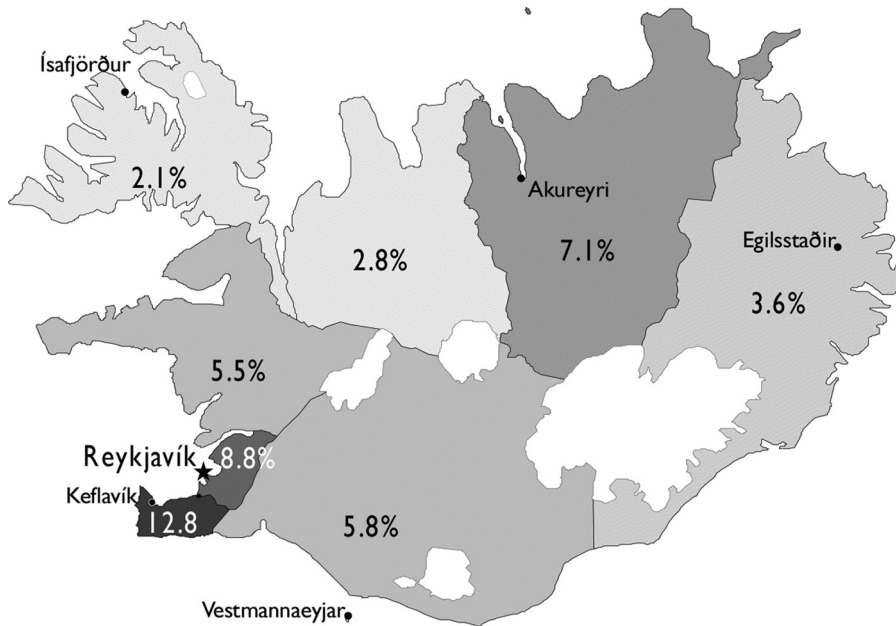 Ísafjörður
2.1%
Akureyri
Egilsstaðir
2.8%
7.1%
3.6%
5.5%
Reykjavík
8.8%
Keflavík
12.8
5.8%
Vestmannaeyjar